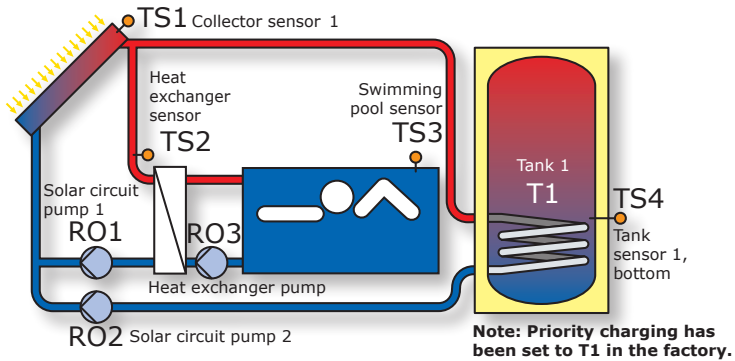 TS1 Collector sensor 1
Heat
exchanger
sensor
TS2
Swimming
pool sensor
TS3
Tank 1
T1
TS4
Tank
sensor 1,
bottom
Solar circuit
pump 1
RO1
RO3
Heat exchanger pump
RO2 Solar circuit pump 2
Note: Priority charging has
been set to T1 in the factory.